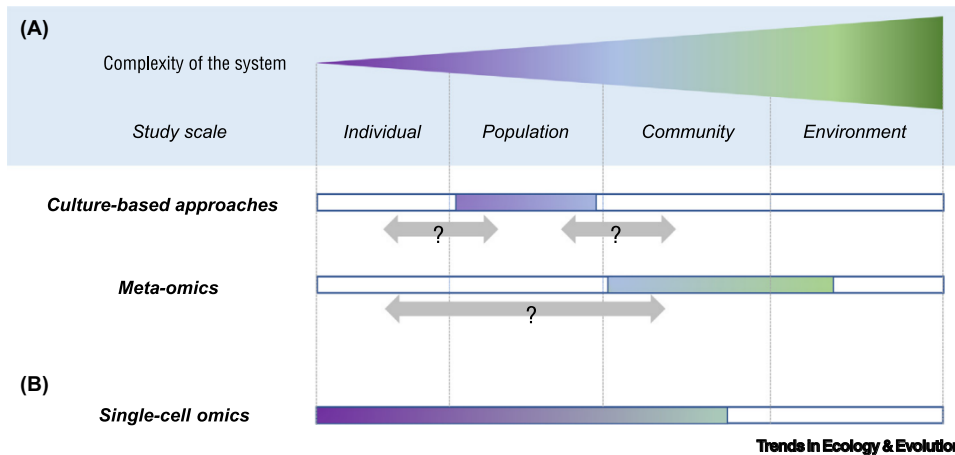 (A)
Complexity of the system
Study scale Individual Population Community Environment
Culture-based approaches
? ?
Meta-omics
?
(B)
Single-cell omics
Trends in Ecology & Evolution